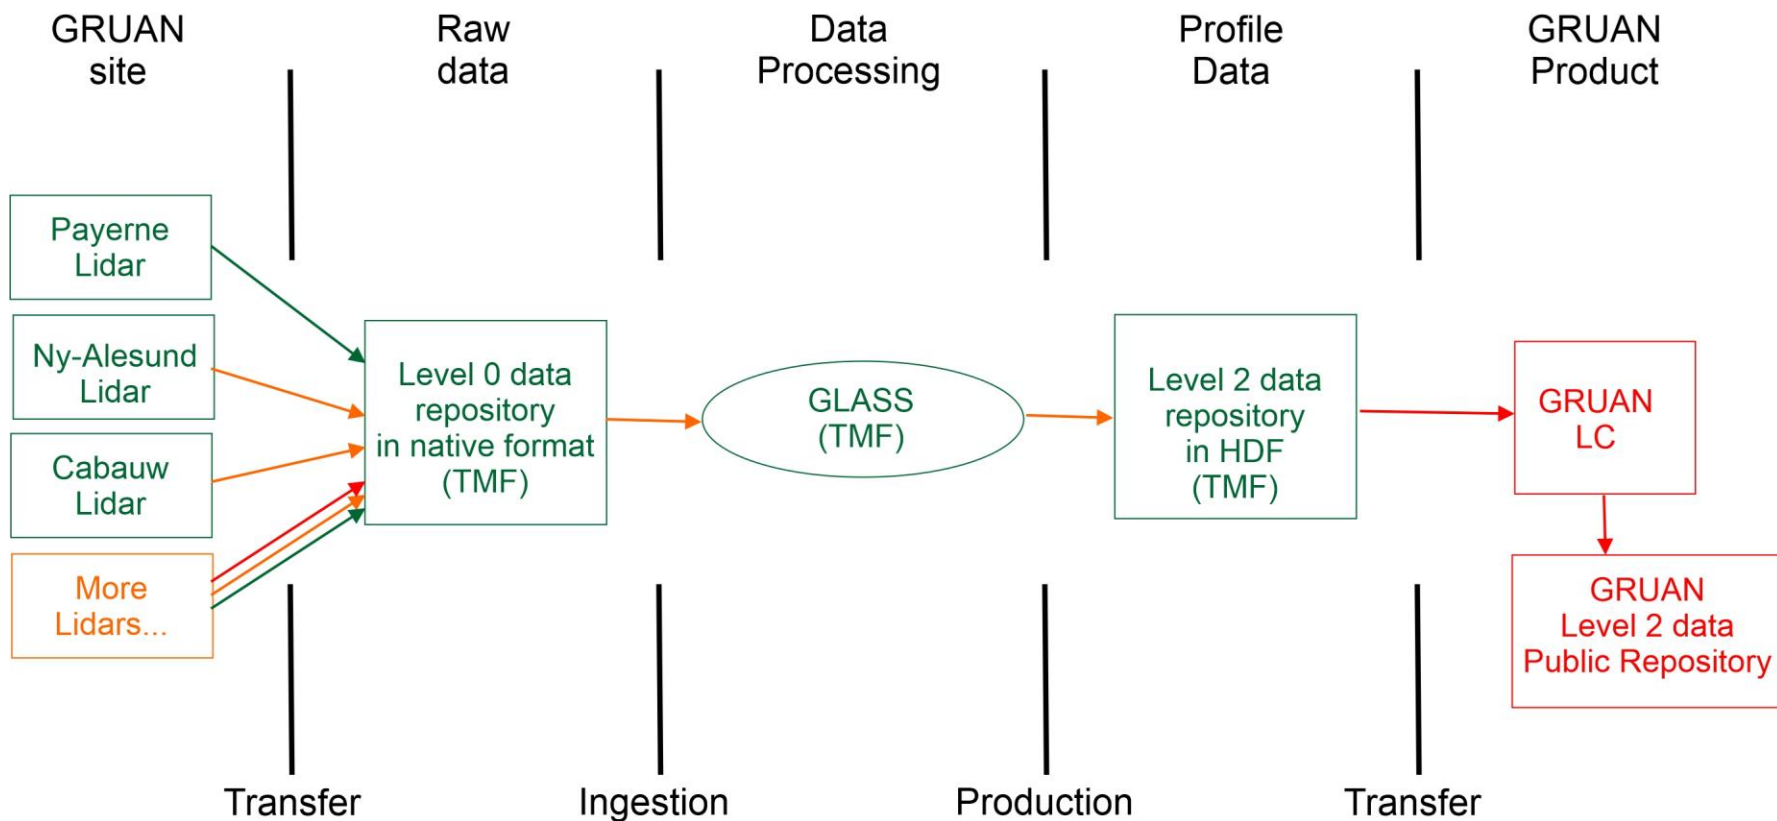 GRUAN
site
Raw
data
Data
Processing
Profile
Data
GRUAN
Product
Payerne
Lidar
Ny-Alesund
Lidar
Cabauw
Lidar
More
Lidars...
Level 0 data
repository
in native format
(TMF)
GLASS
(TMF)
Level 2 data
repository
in HDF
(TMF)
GRUAN
LC
GRUAN
Level 2 data
Public Repository
Transfer
Ingestion
Production
Transfer